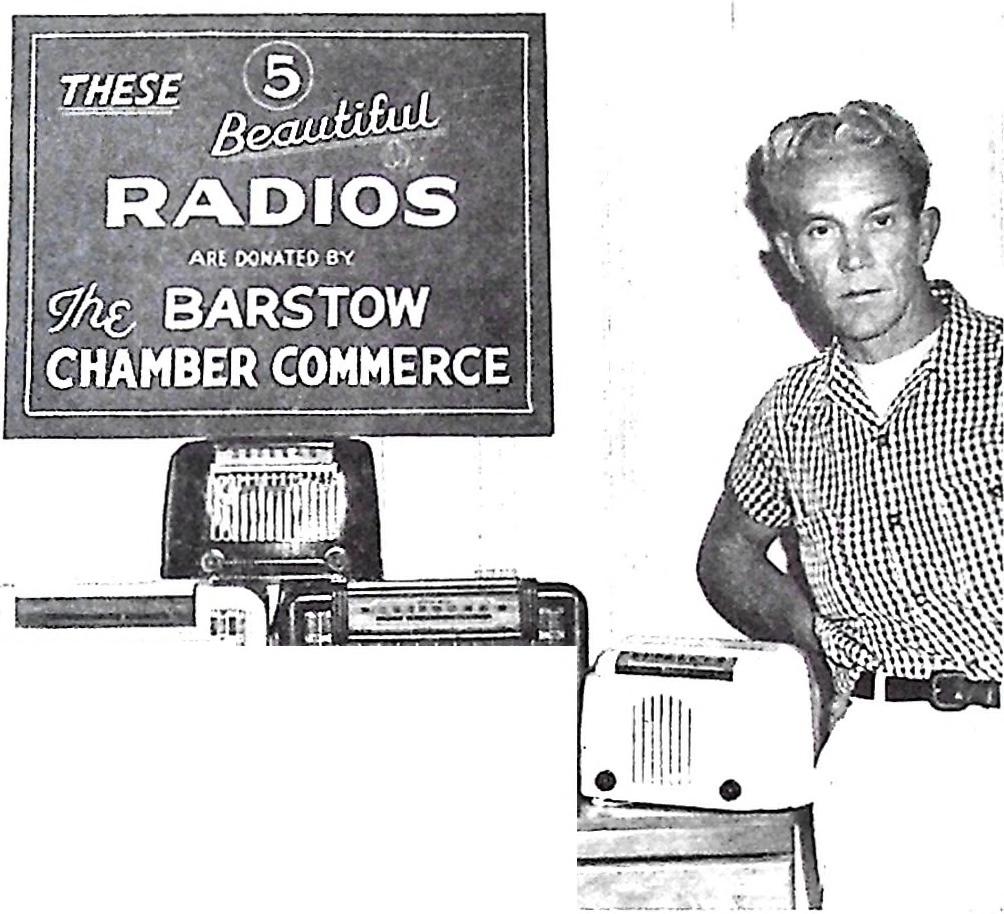 THESE 5
Beautiful
RADIOS
ARE DONATED BY
The BARSTOW
CHAMBER COMMERCE